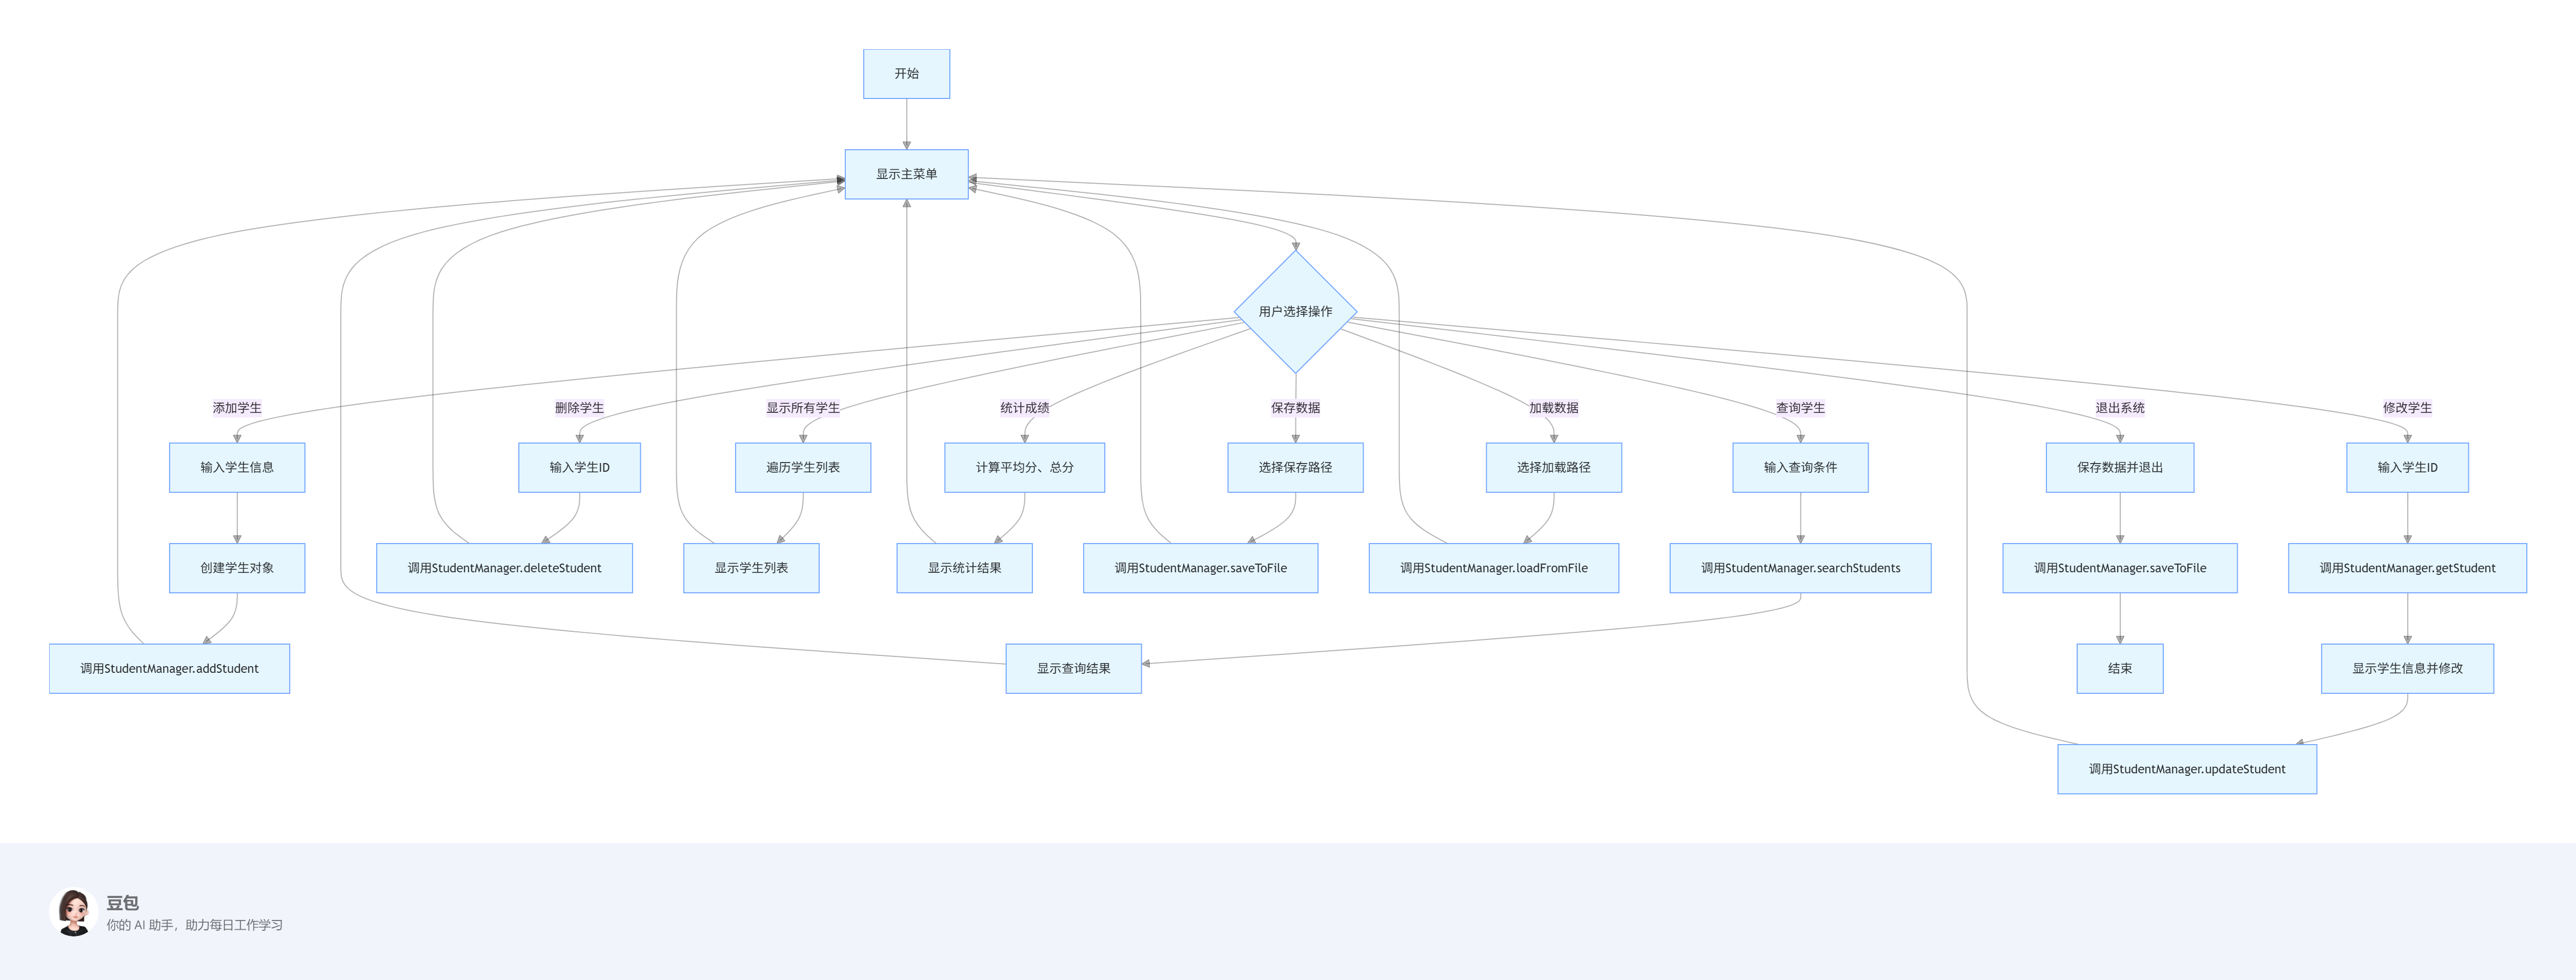 开始
显示主菜单
用户选择操作
添加学生
删除学生
显示所有学生
统计成绩
保存数据
加载数据
查询学生
退出系统
修改学生
输入学生信息
输入学生ID
遍历学生列表
计算平均分、总分
选择保存路径
选择加载路径
输入查询条件
保存数据并退出
输入学生ID
创建学生对象
调用StudentManager.deleteStudent
显示学生列表
显示统计结果
调用StudentManager.saveToFile
调用StudentManager.loadFromFile
调用StudentManager.searchStudents
调用StudentManager.saveToFile
调用StudentManager.getStudent
调用StudentManager.addStudent
显示查询结果
结束
显示学生信息并修改
调用StudentManager.updateStudent
豆包
你的 AI 助手，助力每日工作学习